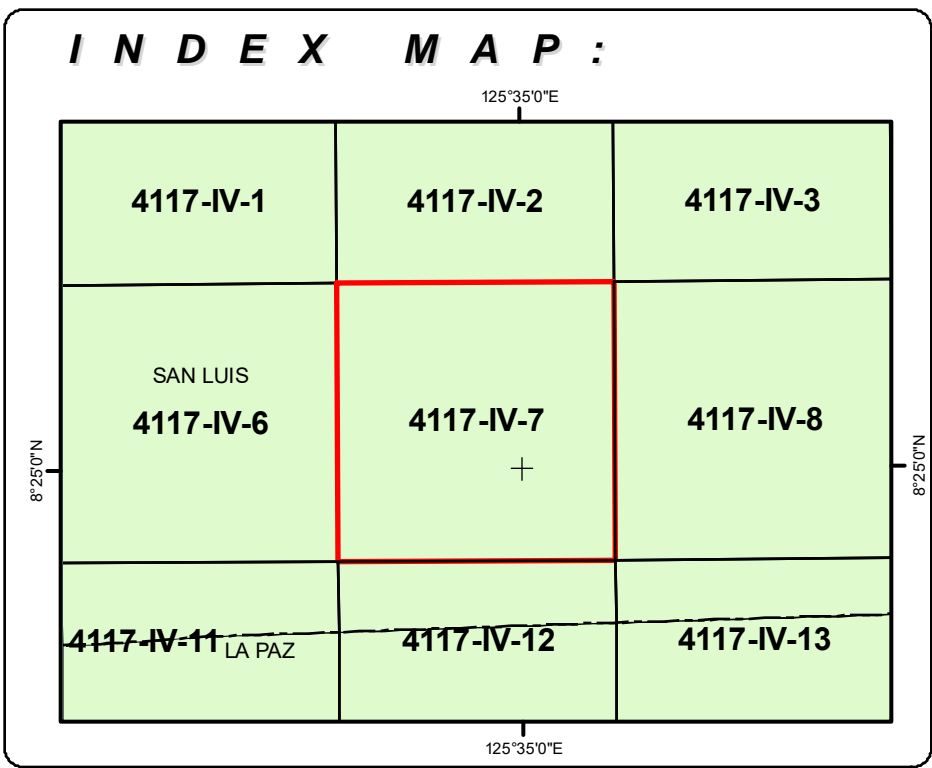 INDEX MAP:
125°35'0"E
4117-IV-1
4117-IV-2
4117-IV-3
SAN LUIS
4117-IV-6
4117-IV-7
4117-IV-8
8°25'0"N
8°25'0"N
4117-IV-11
LA PAZ
4117-IV-12
4117-IV-13
125°35'0"E